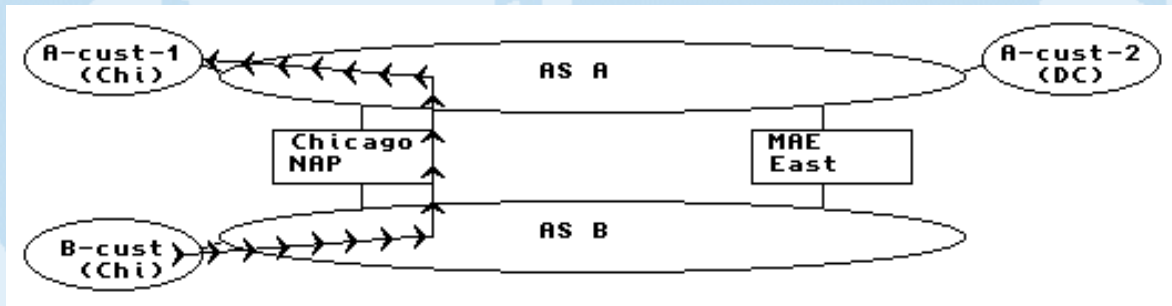 A-cust-1
(Chi)
AS A
A-cust-2
(DC)
Chicago
NAP
MAE
East
AS B
B-cust
(Chi)